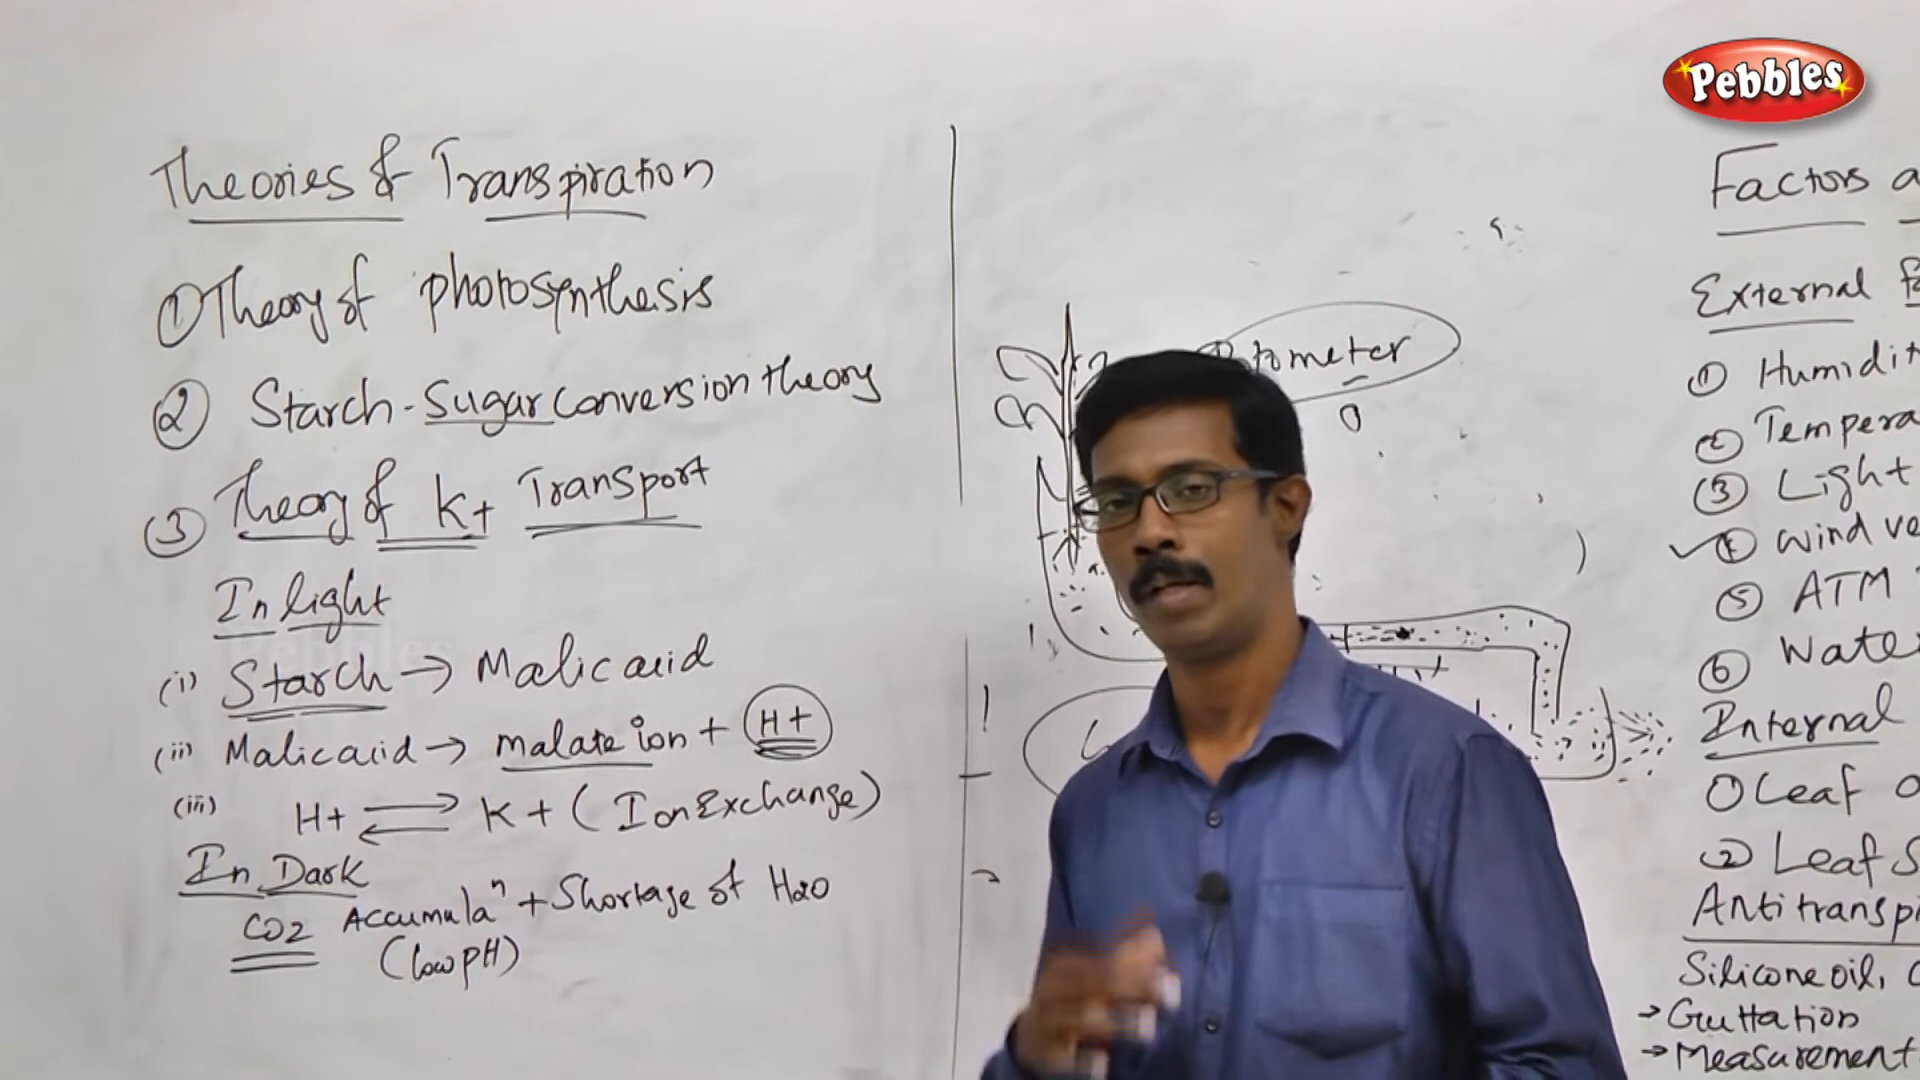 Pebbles
Theories of Transpiration
① Theory of photosynthesis
② Starch - Sugar conversion theory
③ Theory of K+ Transport
In light
(i) Starch → Malic acid
(ii) Malic acid → malate ion + H+
(iii) H+ ⇄ K+ (Ion Exchange)
In Dark
CO2 Accumulaⁿ + Shortage of H2O
(low pH)
Factors
External
① Humidit
② Tempera
③ Light
④ Wind ve
⑤ ATM
⑥ Wate
Internal
① Leaf
② Leaf S
Antitranspi
Silicone oil, C
→ Guttation
→ Measurement